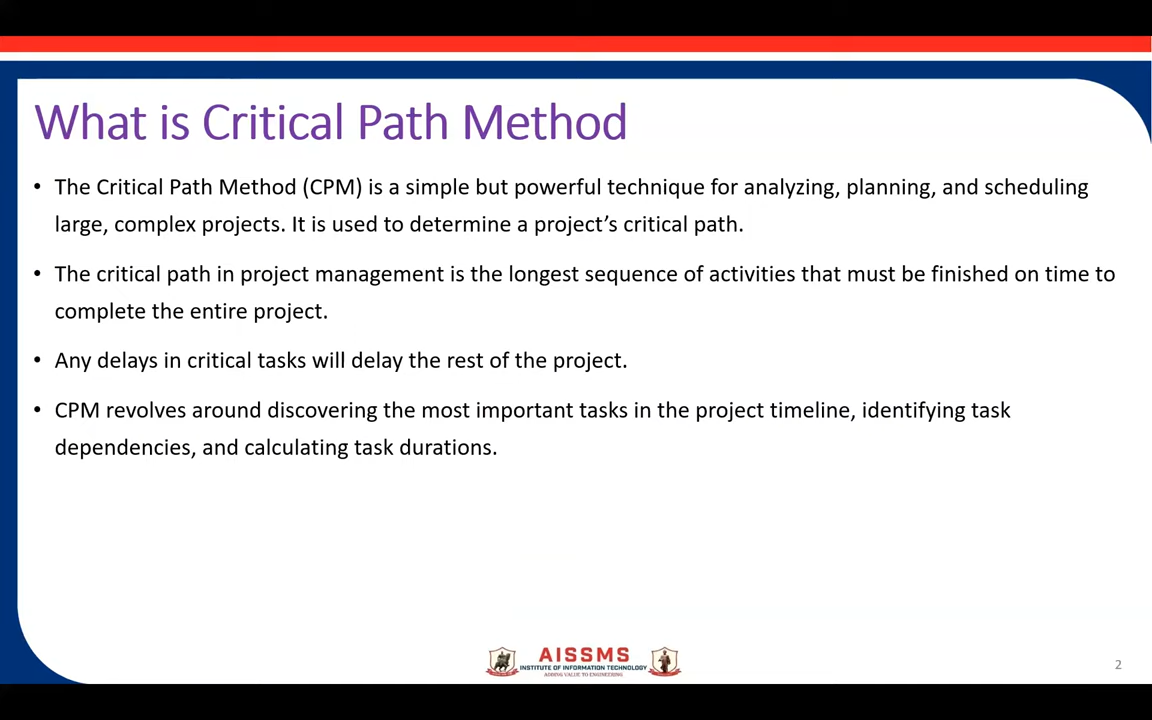 What is Critical Path Method
• The Critical Path Method (CPM) is a simple but powerful technique for analyzing, planning, and scheduling
large, complex projects. It is used to determine a project’s critical path.
• The critical path in project management is the longest sequence of activities that must be finished on time to
complete the entire project.
• Any delays in critical tasks will delay the rest of the project.
• CPM revolves around discovering the most important tasks in the project timeline, identifying task
dependencies, and calculating task durations.
AISSMS
INSTITUTE OF INFORMATION TECHNOLOGY
ADDING VALUE TO ENGINEERING
2